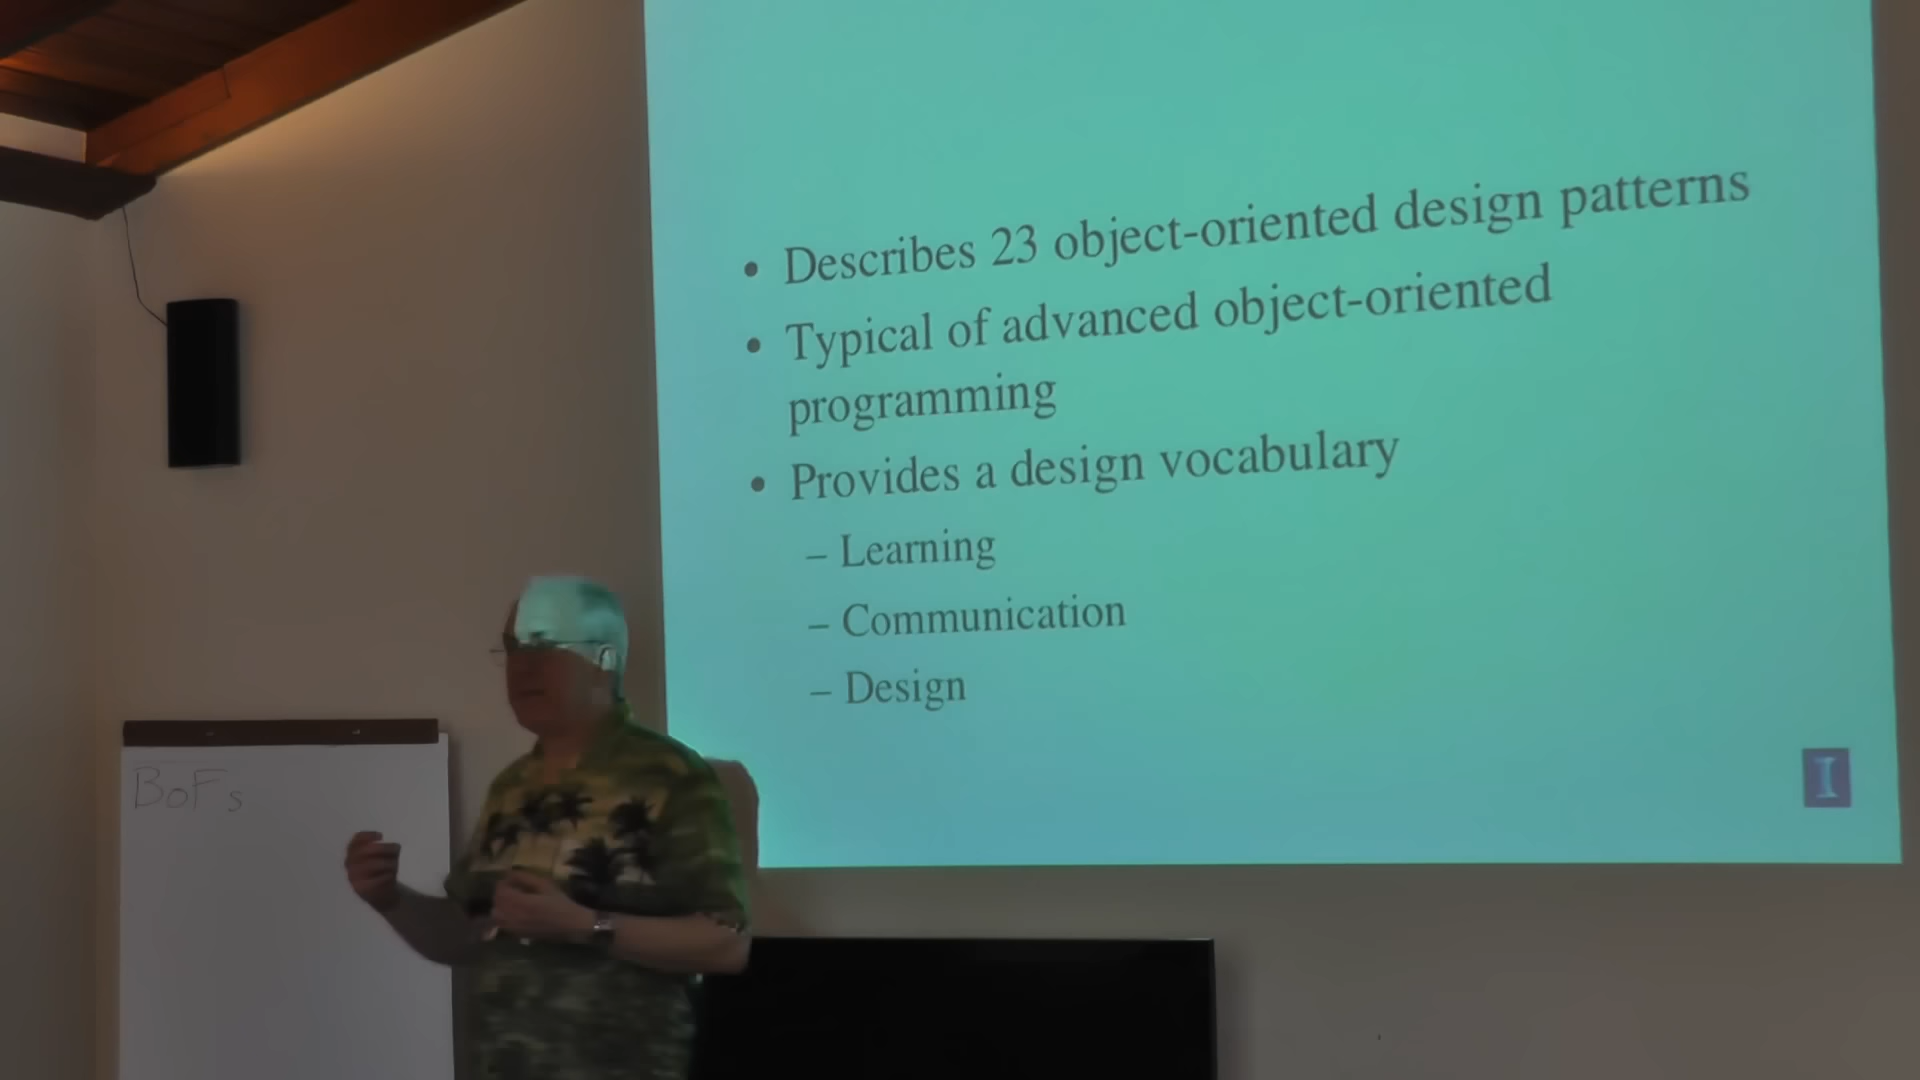 • Describes 23 object-oriented design patterns
• Typical of advanced object-oriented
programming
• Provides a design vocabulary
– Learning
– Communication
– Design
I
BoFs